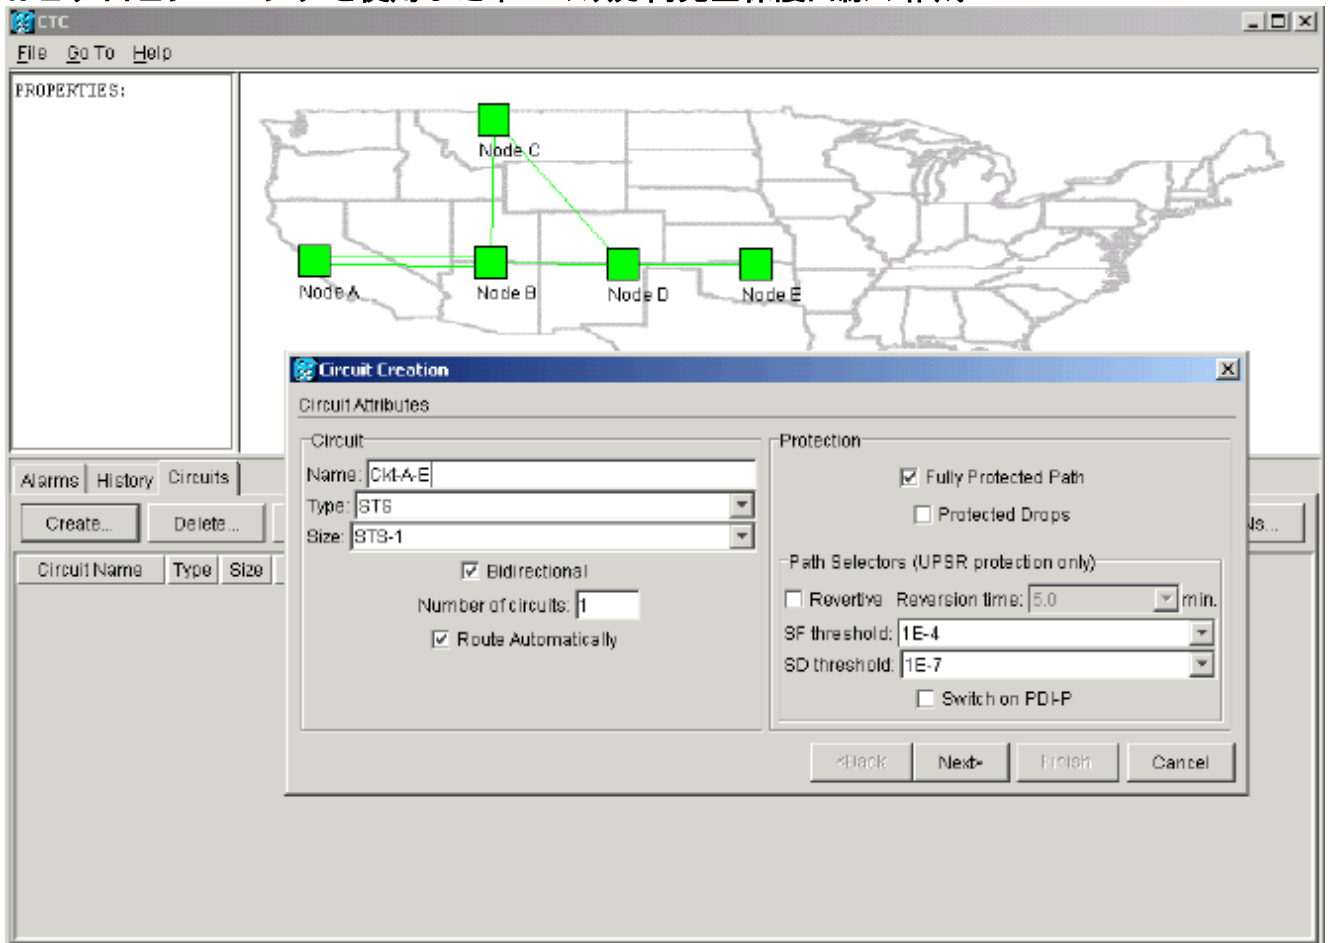 CTC
File Go To Help
PROPERTIES:
Node C
Node A
Node B
Node D
Node E
Circuit Creation
Circuit Attributes
Circuit
Name: Ckt-A-E
Type: STS
Size: STS-1
Bidirectional
Number of circuits: 1
Route Automatically
Protection
Fully Protected Path
Protected Drops
Path Selectors (UPSR protection only)
Revertive Reversion time: 5.0 min.
SF threshold: 1E-4
SD threshold: 1E-7
Switch on PDI-P
<Back Next> Finish Cancel
Alarms History Circuits
Create... Delete...
Circuit Name Type Size